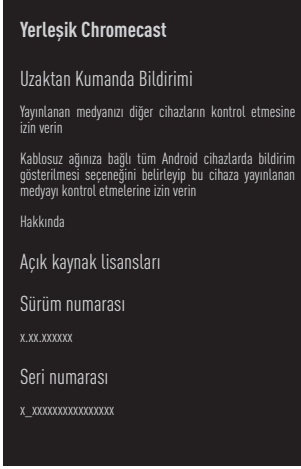 Yerleşik Chromecast
Uzaktan Kumanda Bildirimi
Yayınlanan medyanızı diğer cihazların kontrol etmesine
izin verin
Kablosuz ağınıza bağlı tüm Android cihazlarda bildirim
gösterilmesi seçeneğini belirleyip bu cihaza yayınlanan
medyayı kontrol etmelerine izin verin
Hakkında
Açık kaynak lisansları
Sürüm numarası
x.xx.xxxxxx
Seri numarası
x_xxxxxxxxxxxxxxxx